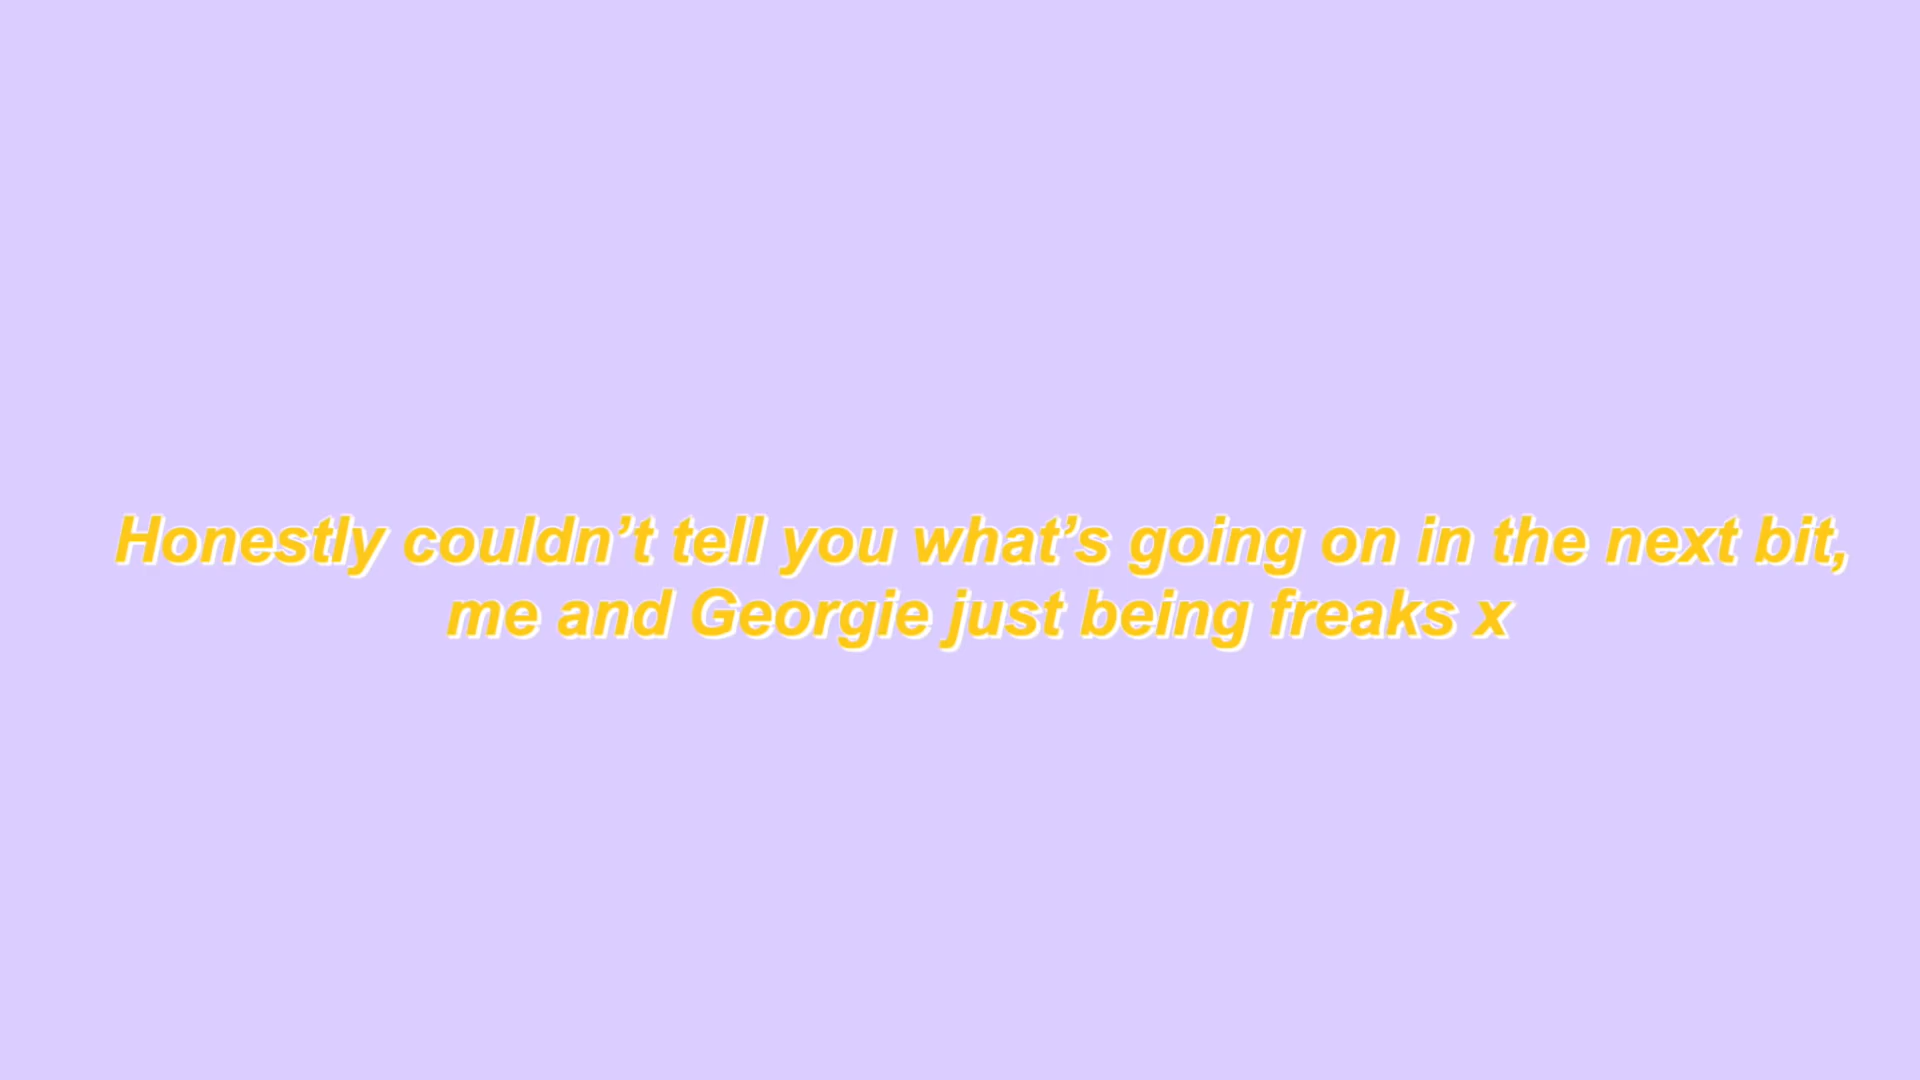 Honestly couldn’t tell you what’s going on in the next bit,
me and Georgie just being freaks x